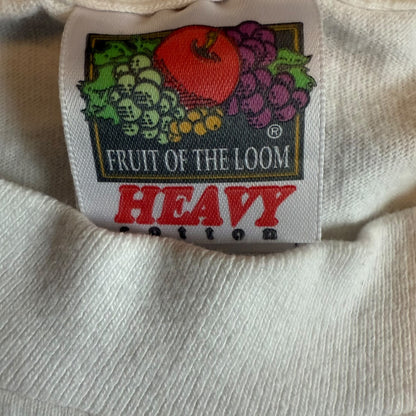 ®
FRUIT OF THE LOOM
HEAVY
cotton